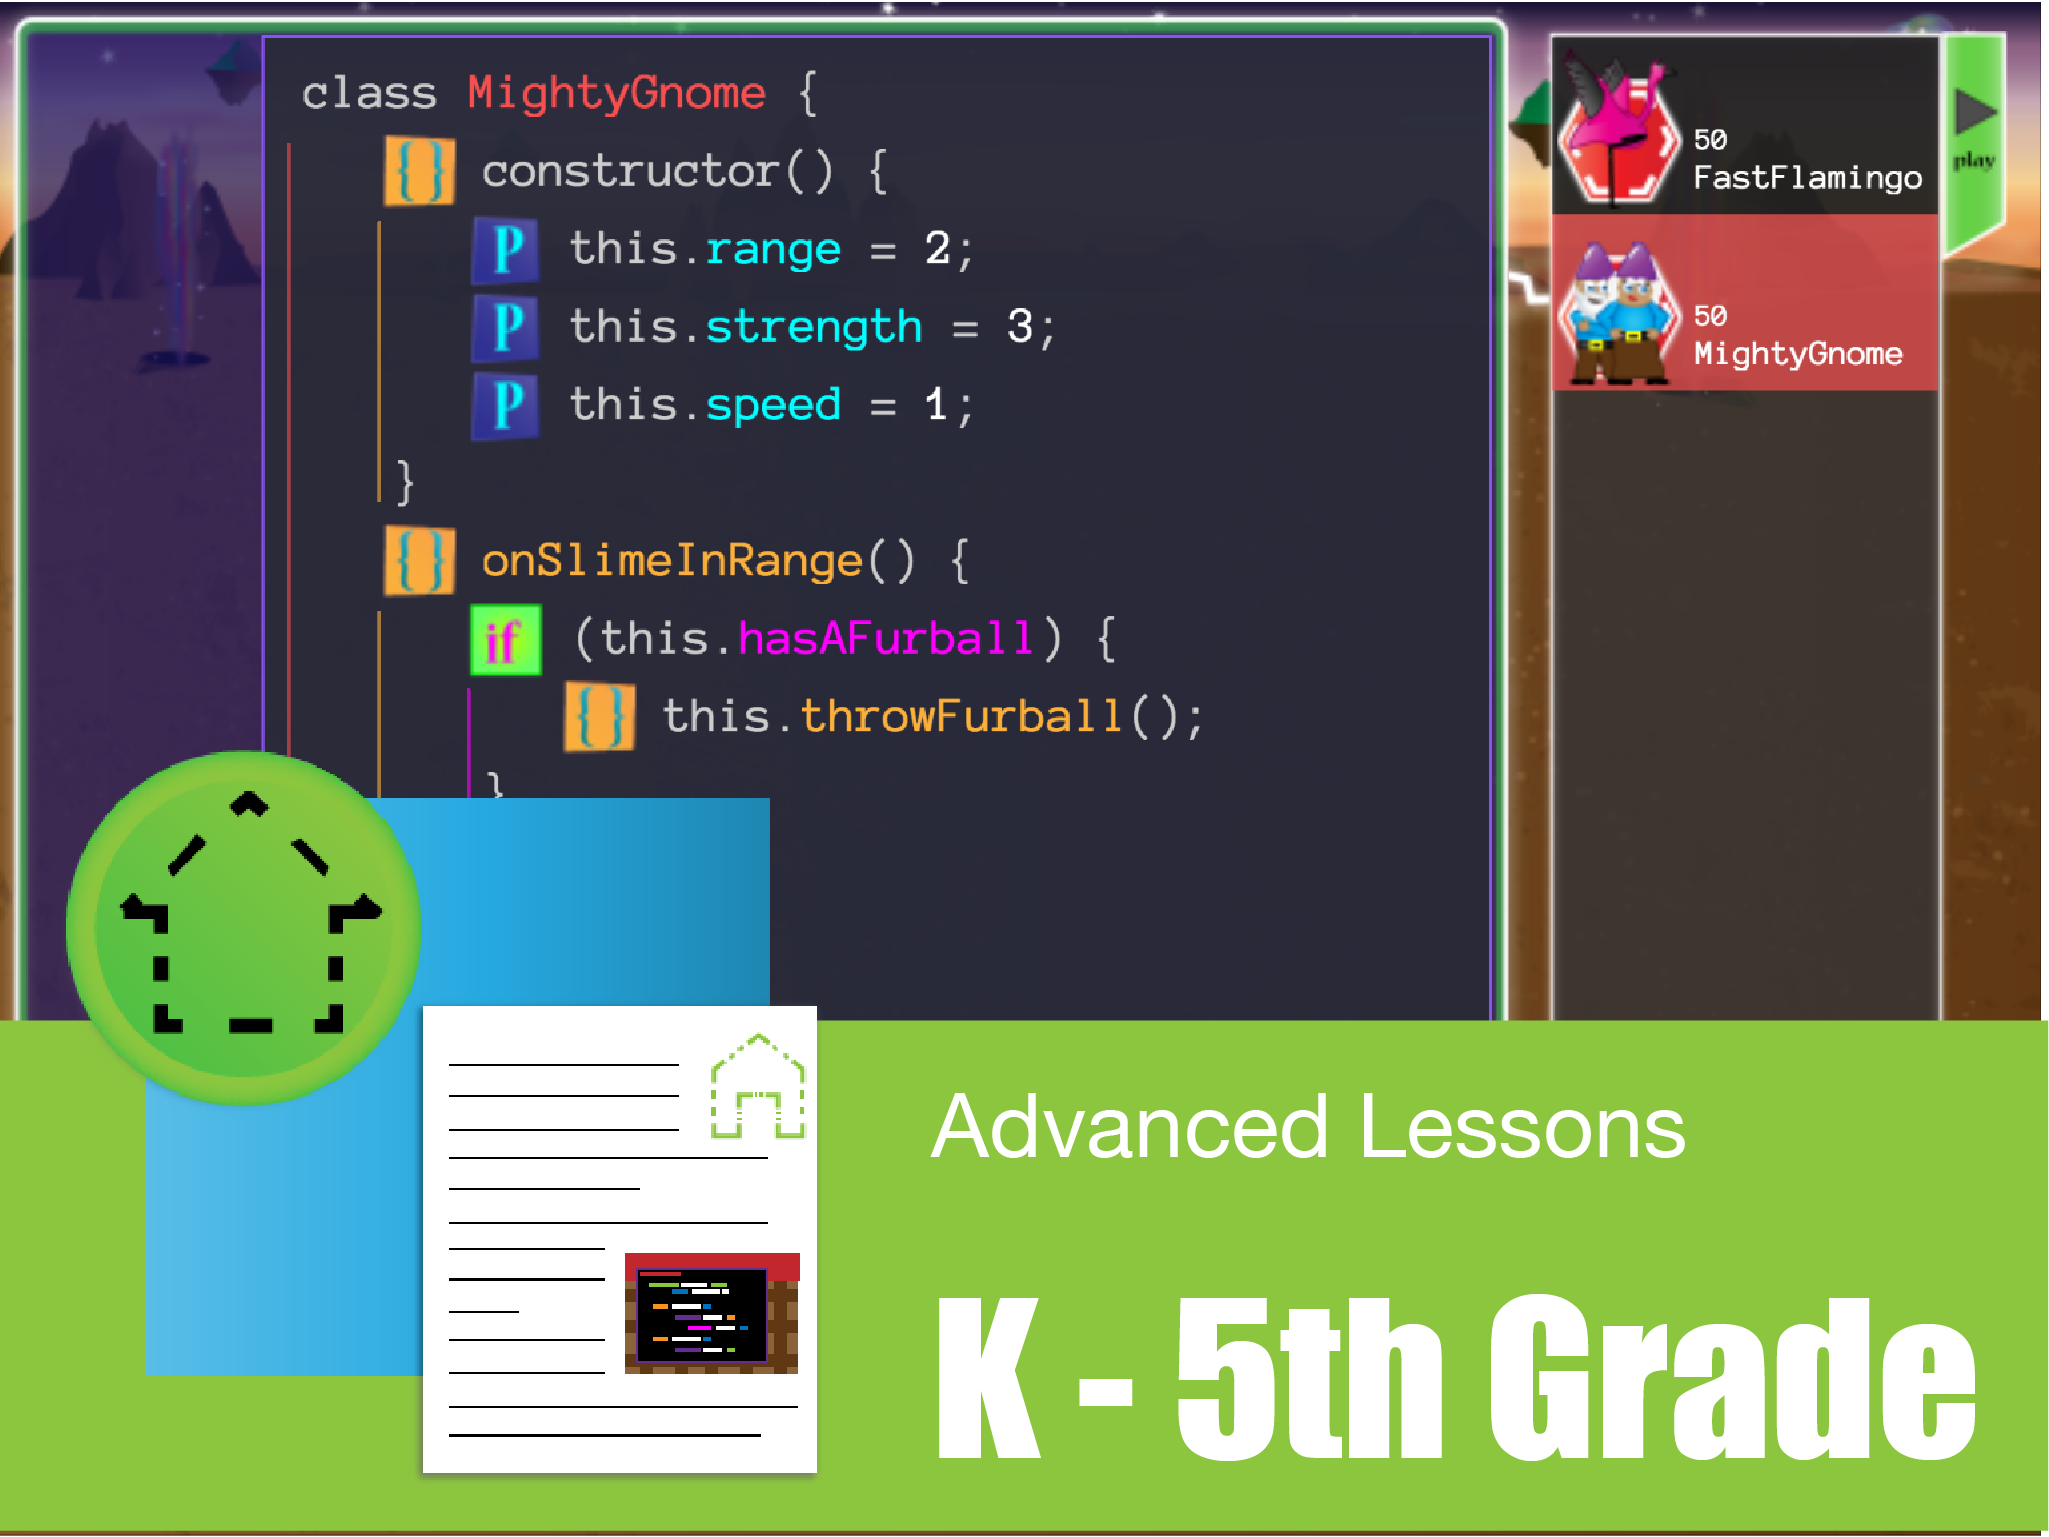 class MightyGnome {
{} constructor() {
P this.range = 2;
P this.strength = 3;
P this.speed = 1;
}
{} onSlimeInRange() {
if (this.hasAFurball) {
{} this.throwFurball();
}
50
FastFlamingo
50
MightyGnome
play
Advanced Lessons
K - 5th Grade